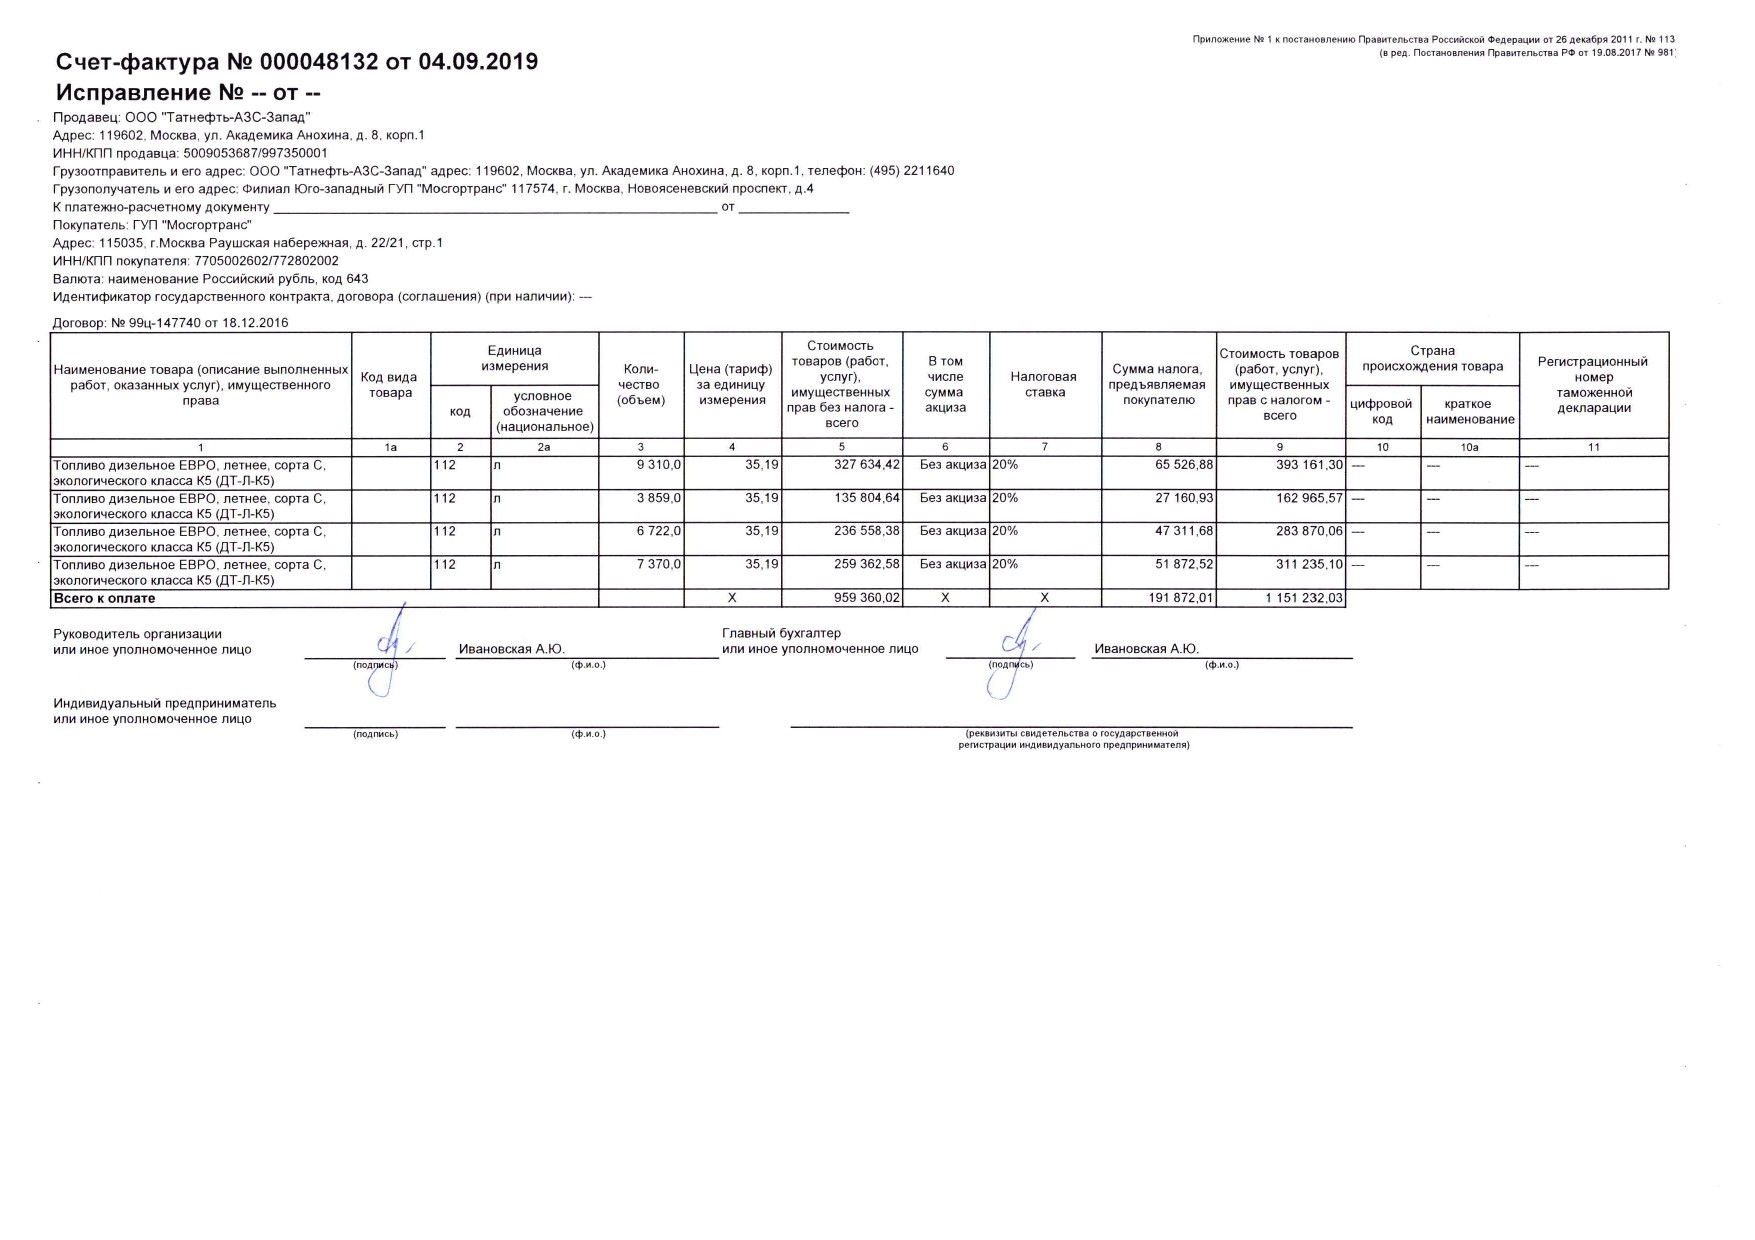 Приложение № 1 к постановлению Правительства Российской Федерации от 26 декабря 2011 г. № 113
(в ред. Постановления Правительства РФ от 19.08.2017 № 981)
Счет-фактура № 000048132 от 04.09.2019
Исправление № -- от --
Продавец: ООО "Татнефть-АЗС-Запад"
Адрес: 119602, Москва, ул. Академика Анохина, д. 8, корп.1
ИНН/КПП продавца: 5009053687/997350001
Грузоотправитель и его адрес: ООО "Татнефть-АЗС-Запад" адрес: 119602, Москва, ул. Академика Анохина, д. 8, корп.1, телефон: (495) 2211640
Грузополучатель и его адрес: Филиал Юго-западный ГУП "Мосгортранс" 117574, г. Москва, Новоясеневский проспект, д.4
К платежно-расчетному документу ____ от ____
Покупатель: ГУП "Мосгортранс"
Адрес: 115035, г.Москва Раушская набережная, д. 22/21, стр.1
ИНН/КПП покупателя: 7705002602/772802002
Валюта: наименование Российский рубль, код 643
Идентификатор государственного контракта, договора (соглашения) (при наличии): ---
Договор: № 99ц-147740 от 18.12.2016
Наименование товара (описание выполненных работ, оказанных услуг), имущественного права
Код вида товара
Единица измерения
код
условное обозначение (национальное)
Коли-чество (объем)
Цена (тариф) за единицу измерения
Стоимость товаров (работ, услуг), имущественных прав без налога - всего
В том числе сумма акциза
Налоговая ставка
Сумма налога, предъявляемая покупателю
Стоимость товаров (работ, услуг), имущественных прав с налогом - всего
Страна происхождения товара
цифровой код
краткое наименование
Регистрационный номер таможенной декларации
1 1а 2 2а 3 4 5 6 7 8 9 10 10а 11
Топливо дизельное ЕВРО, летнее, сорта С, 112 л 9 310,0 35,19 327 634,42 Без акциза 20% 65 526,88 393 161,30 --- --- ---
экологического класса К5 (ДТ-Л-К5)
Топливо дизельное ЕВРО, летнее, сорта С, 112 л 3 859,0 35,19 135 804,64 Без акциза 20% 27 160,93 162 965,57 --- --- ---
экологического класса К5 (ДТ-Л-К5)
Топливо дизельное ЕВРО, летнее, сорта С, 112 л 6 722,0 35,19 236 558,38 Без акциза 20% 47 311,68 283 870,06 --- --- ---
экологического класса К5 (ДТ-Л-К5)
Топливо дизельное ЕВРО, летнее, сорта С, 112 л 7 370,0 35,19 259 362,58 Без акциза 20% 51 872,52 311 235,10 --- --- ---
экологического класса К5 (ДТ-Л-К5)
Всего к оплате X 959 360,02 X X 191 872,01 1 151 232,03
Руководитель организации
или иное уполномоченное лицо Ивановская А.Ю.
(подпись) (ф.и.о.)
Главный бухгалтер
или иное уполномоченное лицо Ивановская А.Ю.
(подпись) (ф.и.о.)
Индивидуальный предприниматель
или иное уполномоченное лицо
(подпись) (ф.и.о.)
(реквизиты свидетельства о государственной
регистрации индивидуального предпринимателя)